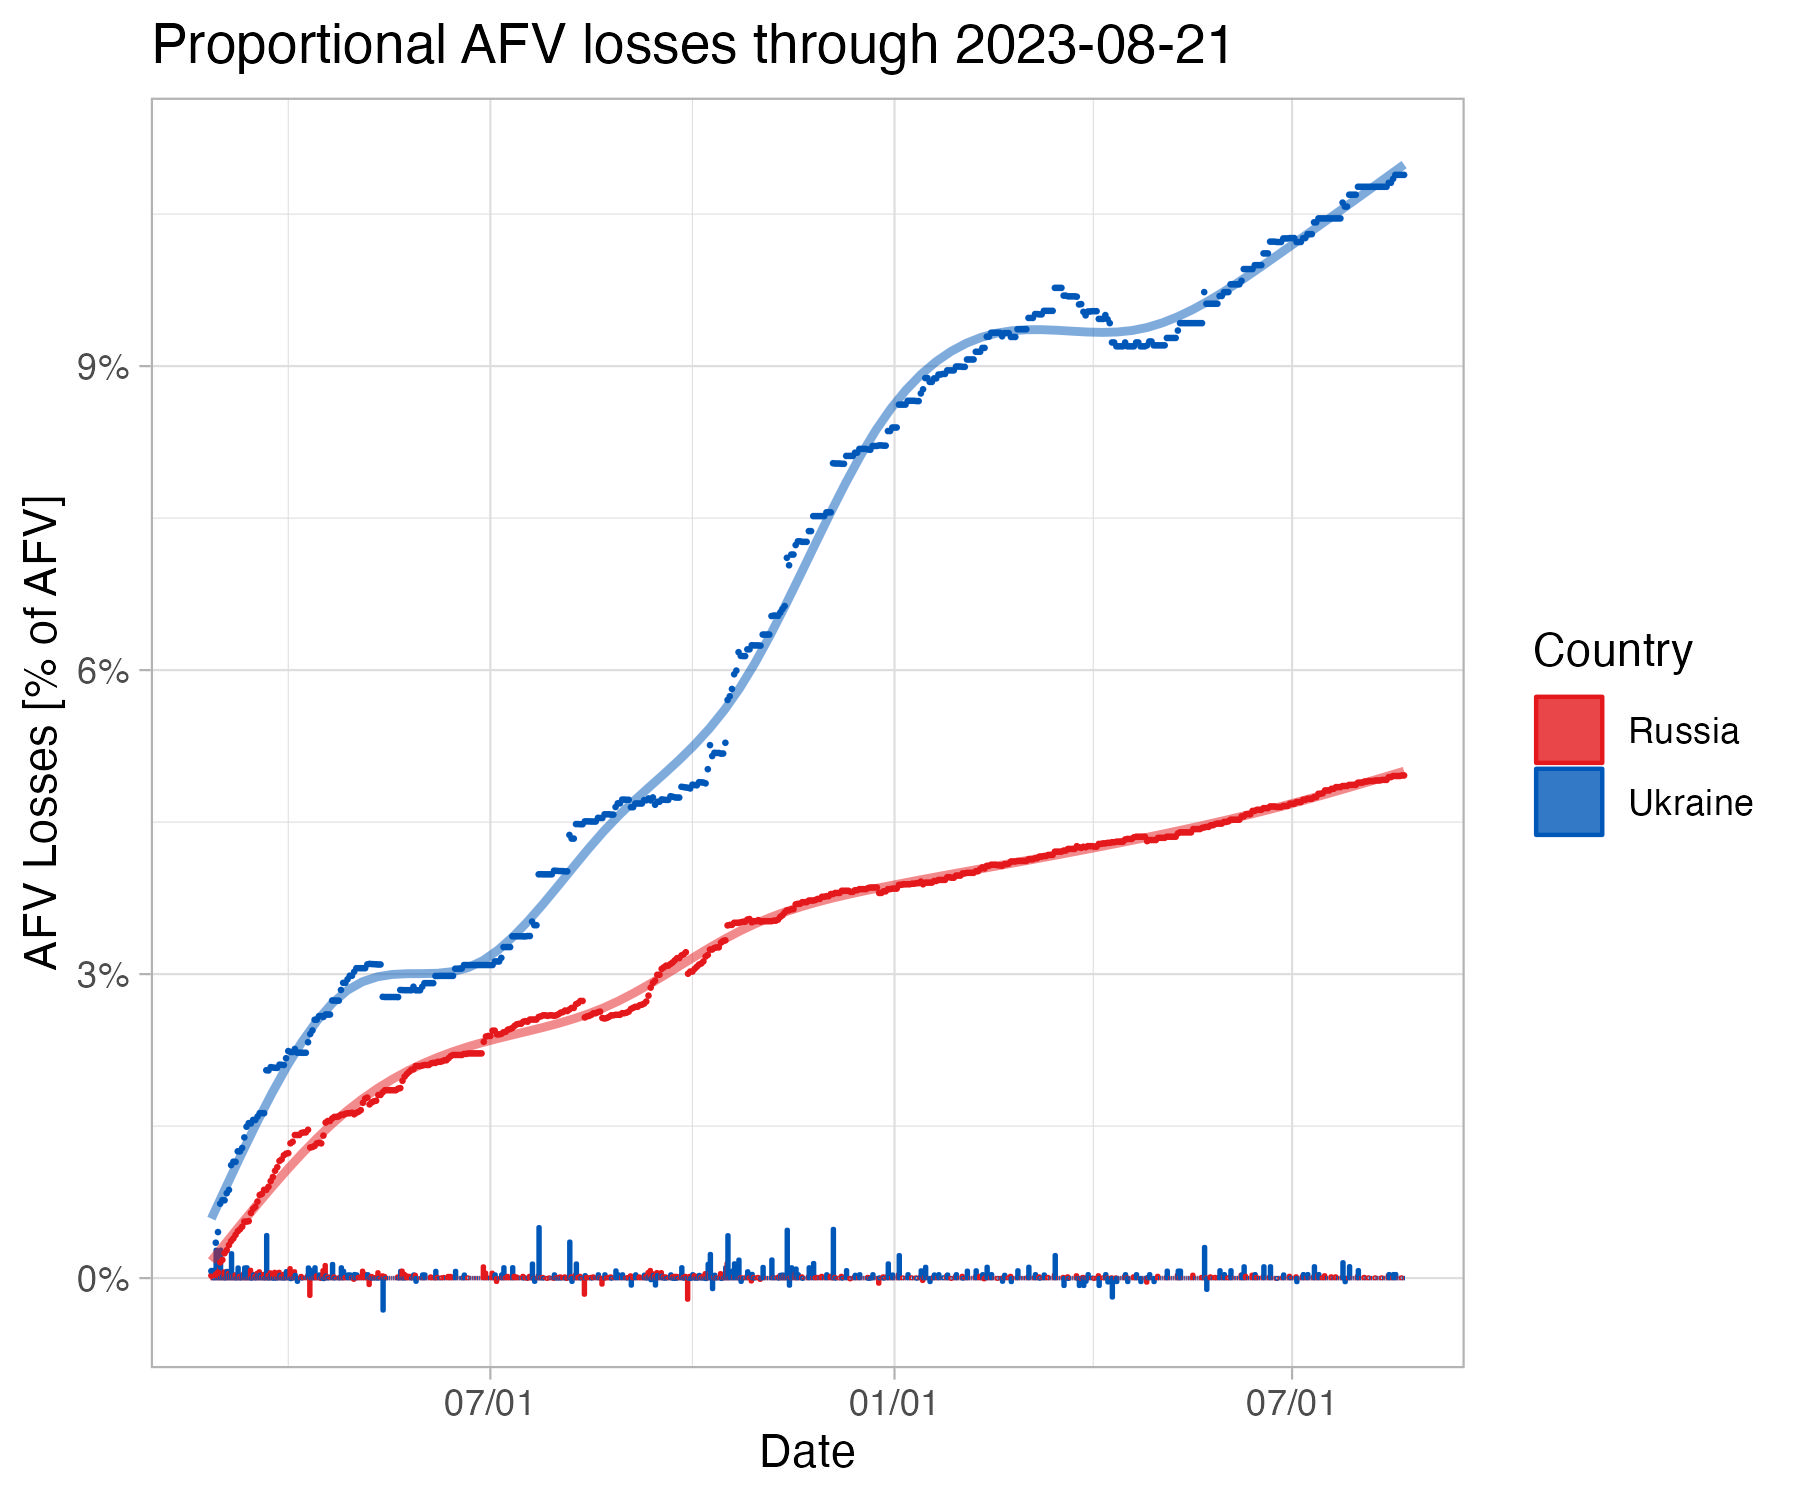 Proportional AFV losses through 2023-08-21
AFV Losses [% of AFV]
9%
6%
3%
0%
07/01
01/01
07/01
Date
Country
Russia
Ukraine